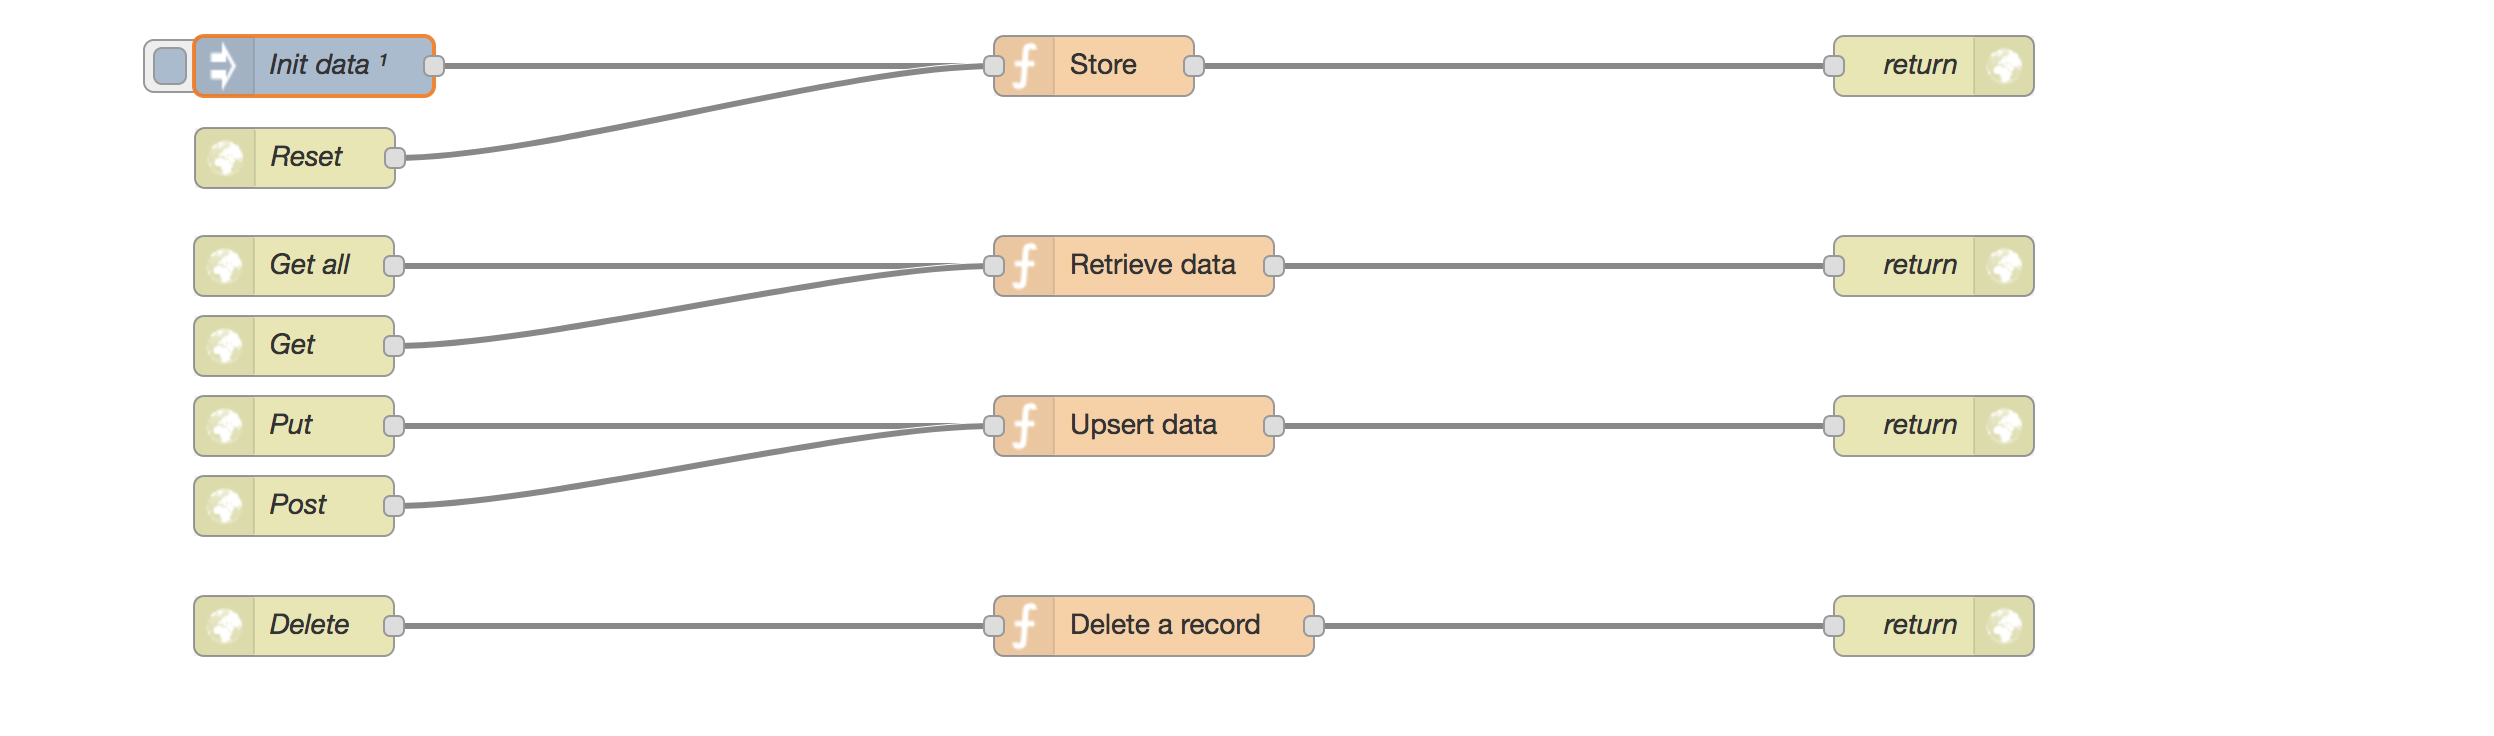 Init data ¹
Store
return
Reset
Get all
Retrieve data
return
Get
Put
Upsert data
return
Post
Delete
Delete a record
return